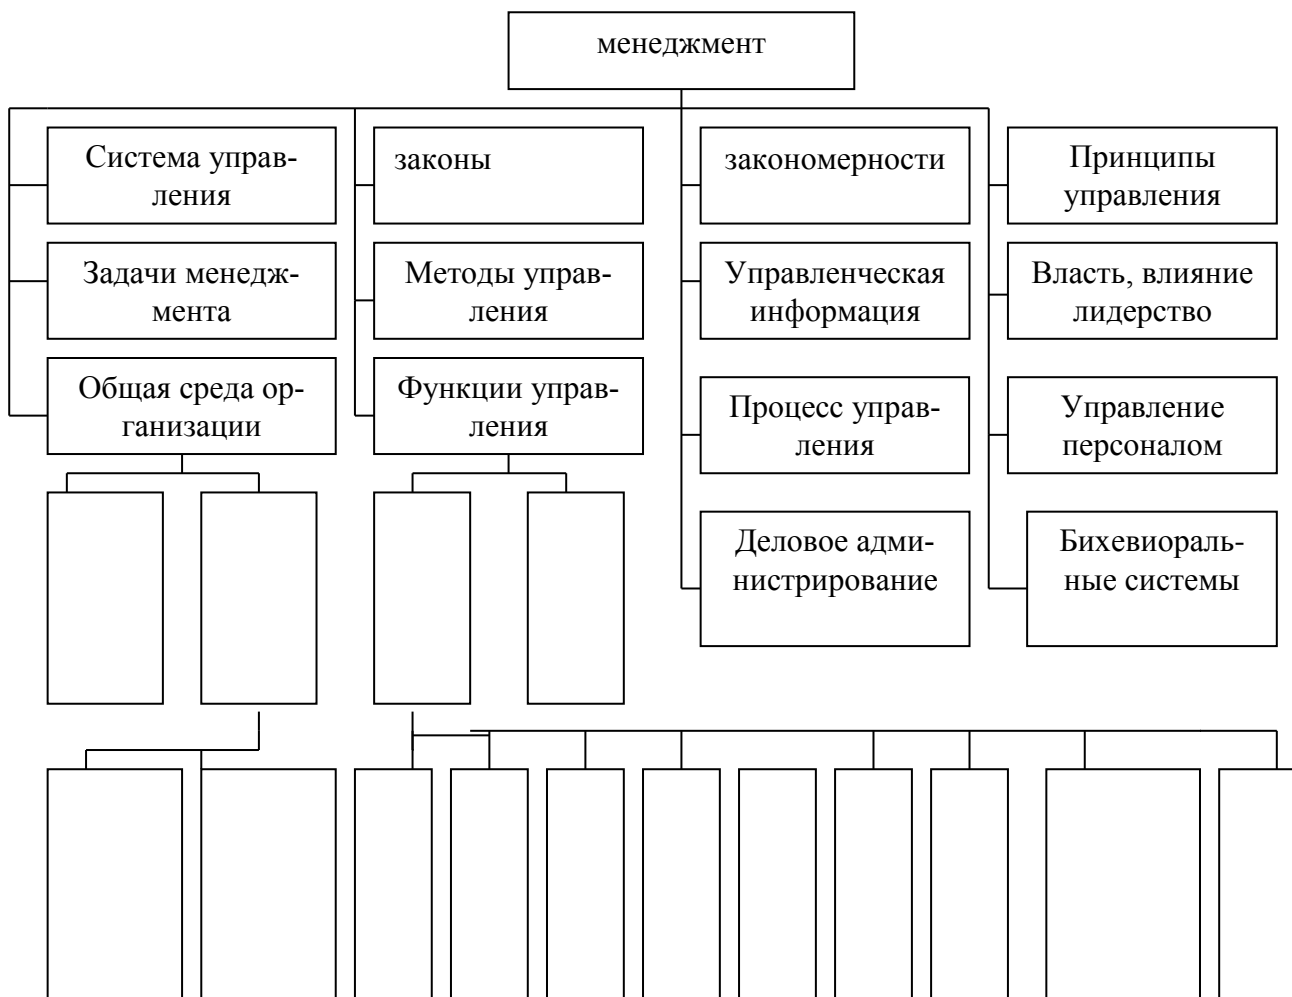 менеджмент
Система управ-
ления
законы
закономерности
Принципы
управления
Задачи менедж-
мента
Методы управ-
ления
Управленческая
информация
Власть, влияние
лидерство
Общая среда ор-
ганизации
Функции управ-
ления
Процесс управ-
ления
Управление
персоналом
Деловое адми-
нистрирование
Бихевиораль-
ные системы